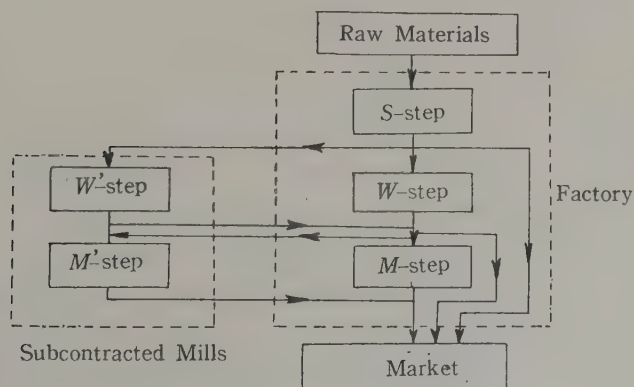 Raw Materials
S-step
W'-step
W-step
Factory
M'-step
M-step
Subcontracted Mills
Market